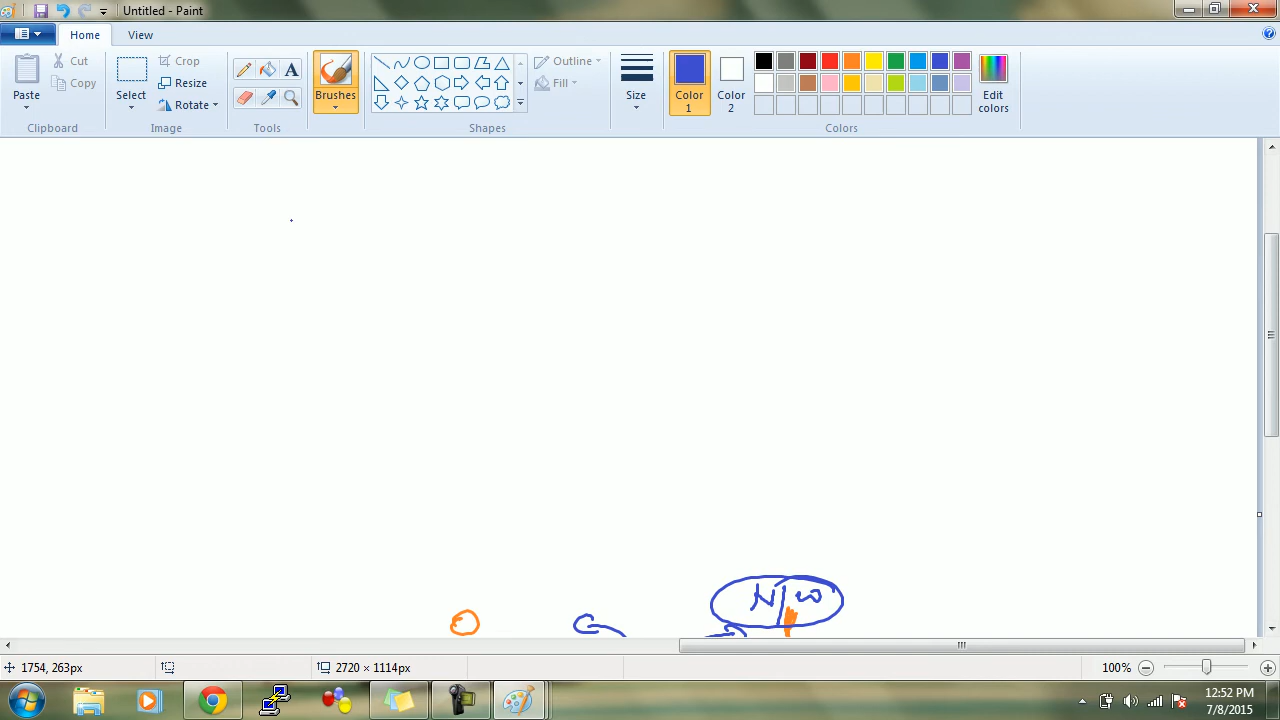 Untitled - Paint
Home View
Paste
Cut
Copy
Clipboard
Select
Crop
Resize
Rotate
Image
Tools
Brushes
Outline
Fill
Shapes
Size
Color 1
Color 2
Edit colors
Colors
1754, 263px
2720 × 1114px
100%
12:52 PM
7/8/2015